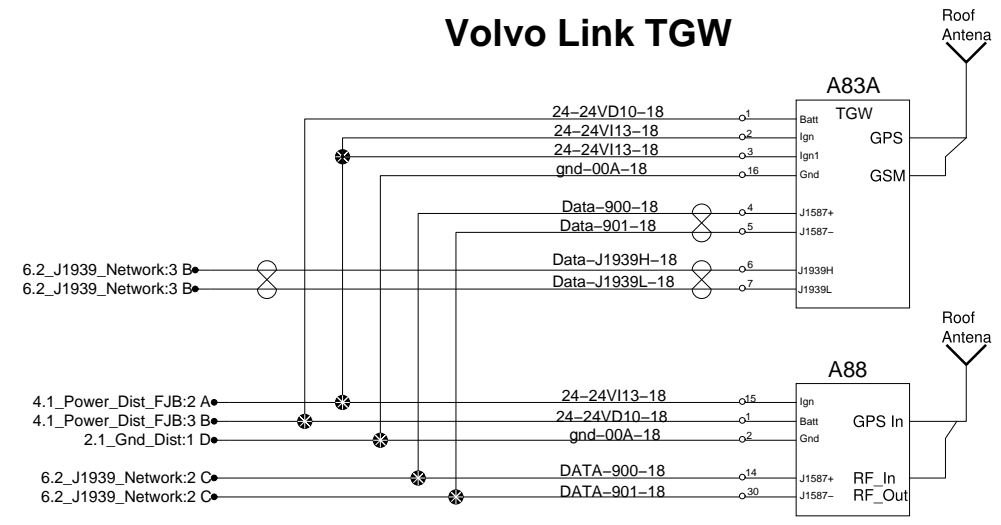 Volvo Link TGW
Roof
Antena
A83A
TGW
24-24VD10-18 1 Batt
24-24VI13-18 2 Ign GPS
24-24VI13-18 3 Ign1
gnd-00A-18 16 Gnd GSM
Data-900-18 4 J1587+
Data-901-18 5 J1587-
6.2_J1939_Network:3 B Data-J1939H-18 6 J1939H
6.2_J1939_Network:3 B Data-J1939L-18 7 J1939L
Roof
Antena
A88
4.1_Power_Dist_FJB:2 A 24-24VI13-18 15 Ign
4.1_Power_Dist_FJB:3 B 24-24VD10-18 1 Batt GPS In
2.1_Gnd_Dist:1 D gnd-00A-18 2 Gnd
6.2_J1939_Network:2 C DATA-900-18 14 J1587+ RF_In
6.2_J1939_Network:2 C DATA-901-18 30 J1587- RF_Out